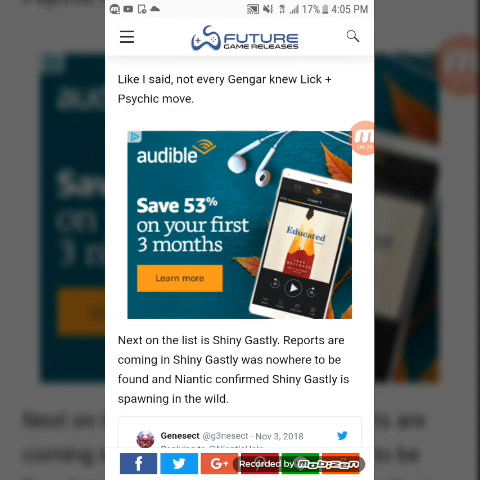 17% 4:05 PM
FUTURE
GAME RELEASES
Like I said, not every Gengar knew Lick +
Psychic move.
audible
Save 53%
on your first
3 months
Learn more
Educated
Next on the list is Shiny Gastly. Reports are
coming in Shiny Gastly was nowhere to be
found and Niantic confirmed Shiny Gastly is
spawning in the wild.
Genesect @g3nesect · Nov 3, 2018
f G+ Recorded by mobizen